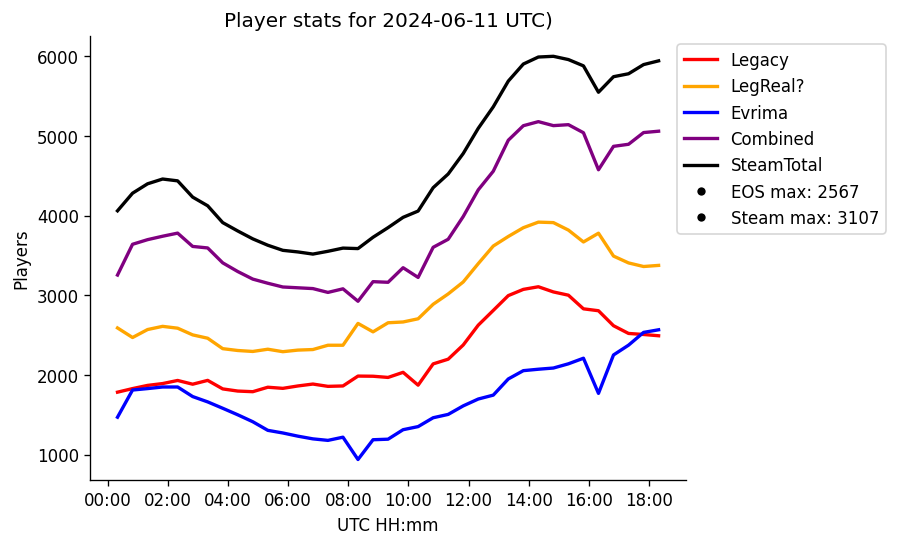 Player stats for 2024-06-11 UTC)
6000
5000
4000
3000
2000
1000
Players
00:00 02:00 04:00 06:00 08:00 10:00 12:00 14:00 16:00 18:00
UTC HH:mm
Legacy
LegReal?
Evrima
Combined
SteamTotal
EOS max: 2567
Steam max: 3107